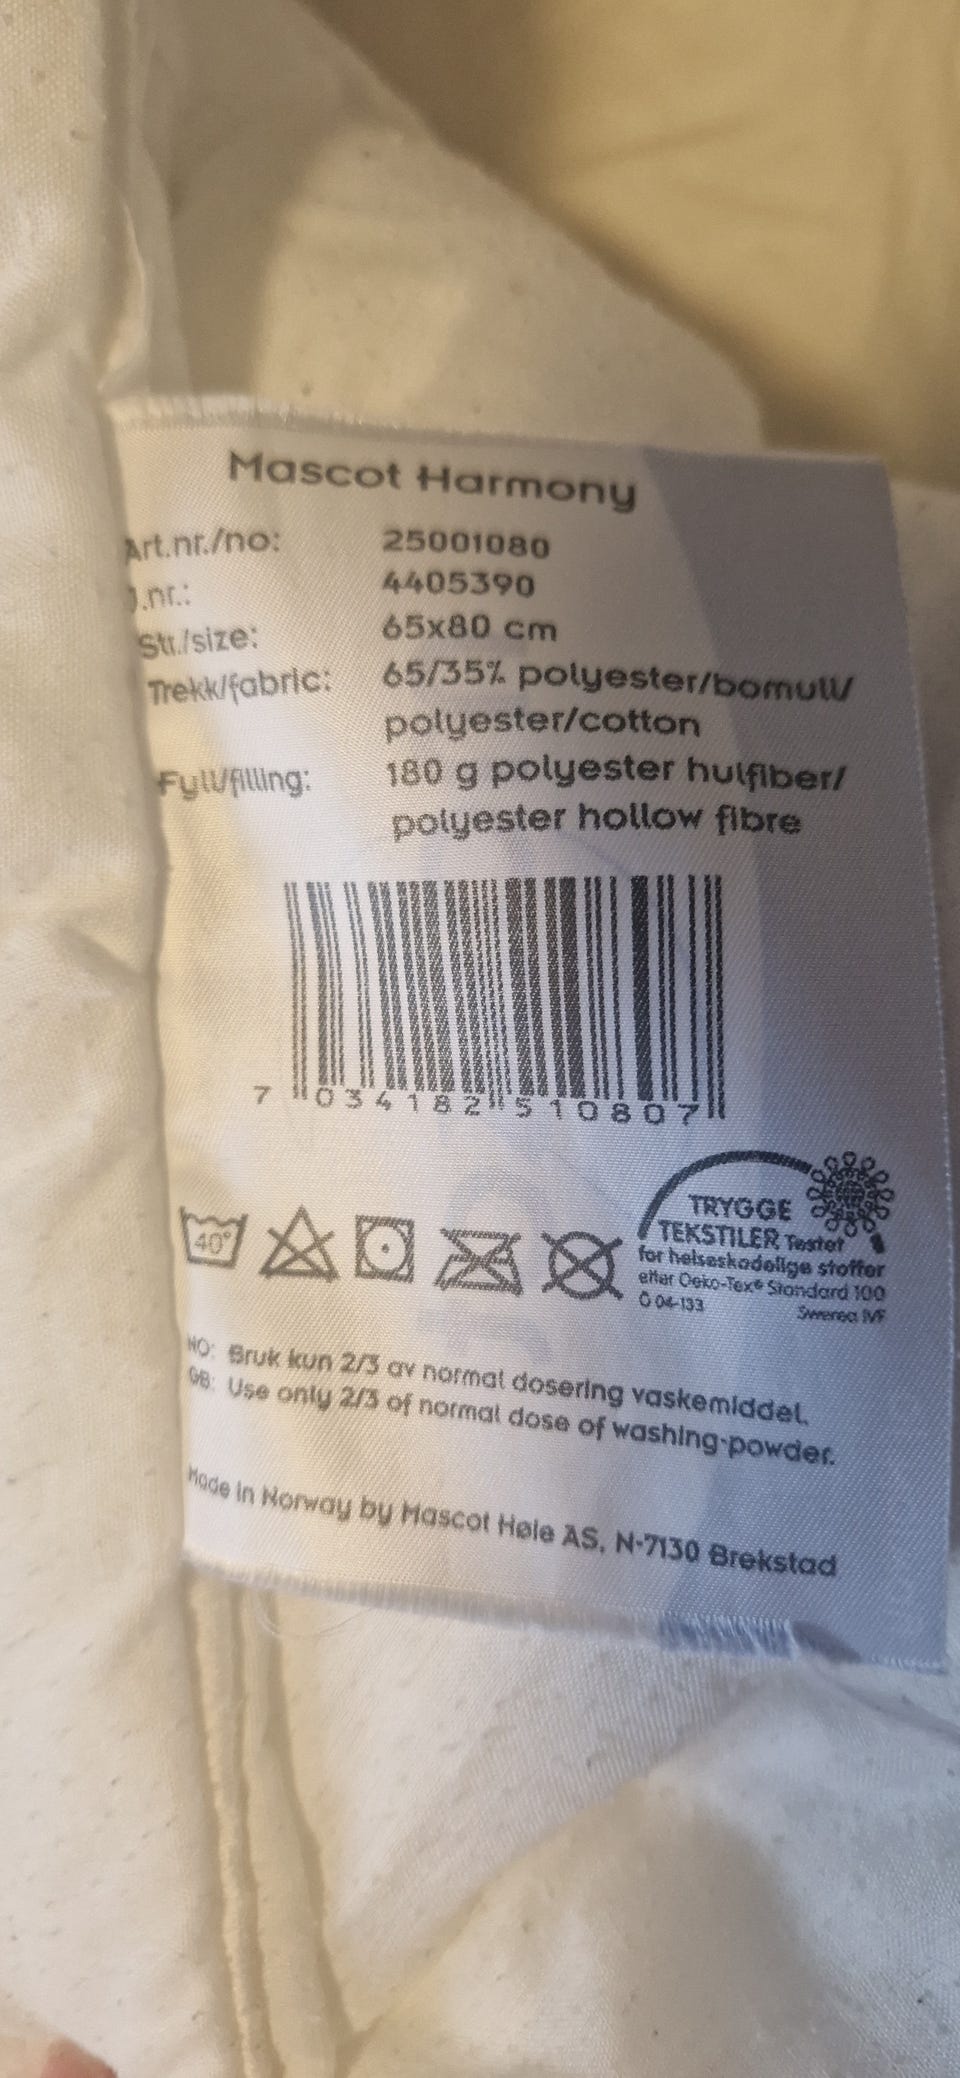 Mascot Harmony
Art.nr./no: 25001080
J.nr.: 4405390
Str./size: 65x80 cm
Trekk/fabric: 65/35% polyester/bomull/
polyester/cotton
Fyll/filling: 180 g polyester hulfiber/
polyester hollow fibre
7 034182 510807
40°
TRYGGE
TEKSTILER Testet
for helseskadelige stoffer
etter Oeko-Tex® Standard 100
O 04-133 Swerea IVF
NO: Bruk kun 2/3 av normal dosering vaskemiddel.
GB: Use only 2/3 of normal dose of washing-powder.
Made in Norway by Mascot Høie AS, N-7130 Brekstad